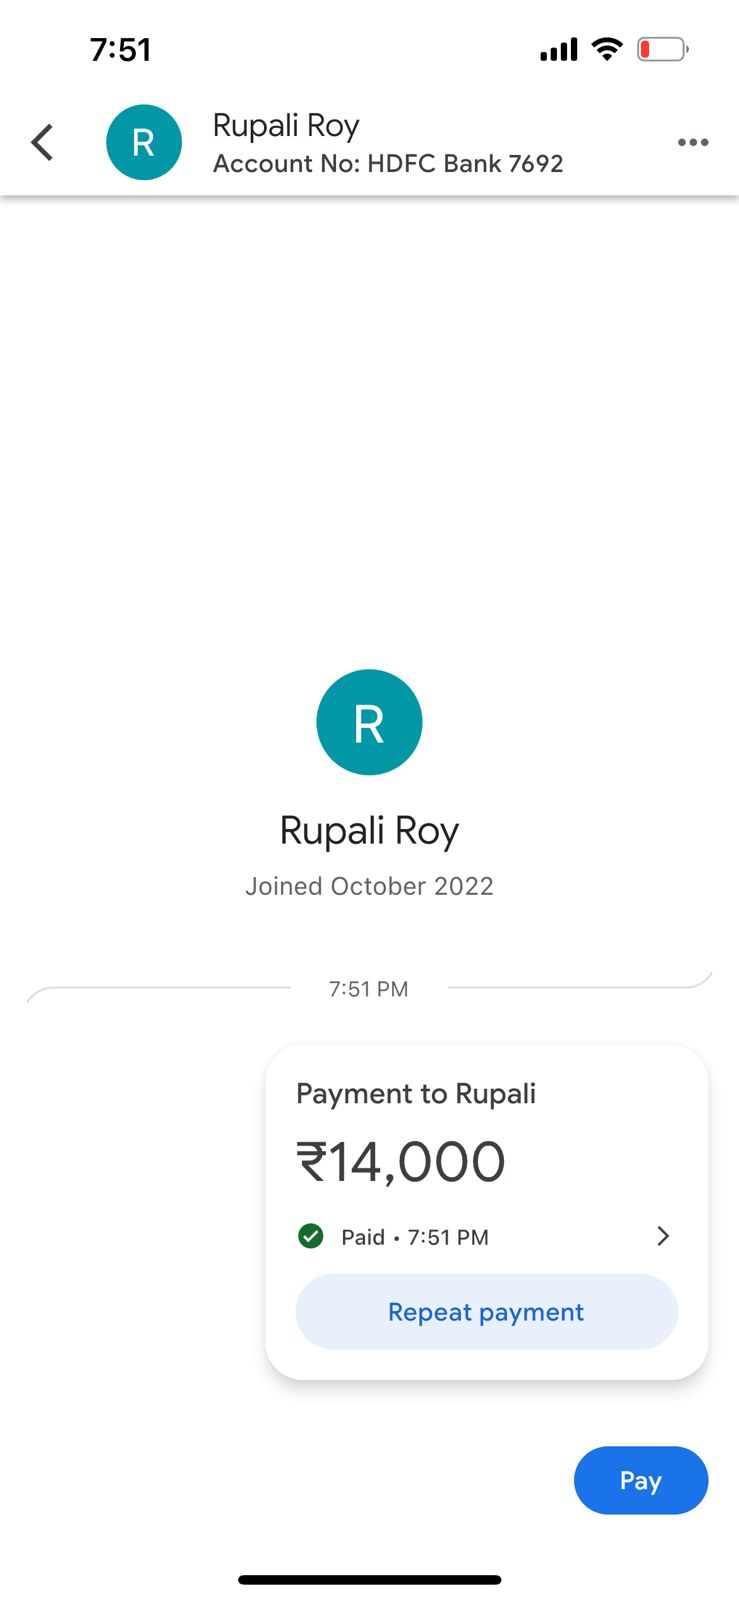 7:51
R
Rupali Roy
Account No: HDFC Bank 7692
R
Rupali Roy
Joined October 2022
7:51 PM
Payment to Rupali
₹14,000
Paid • 7:51 PM
Repeat payment
Pay